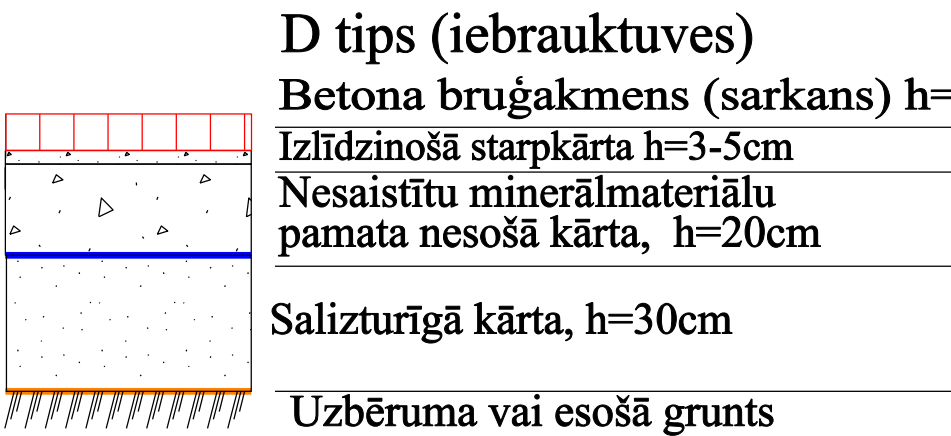 D tips (iebrauktuves)
Betona bruģakmens (sarkans) h=
Izlīdzinošā starpkārta h=3-5cm
Nesaistītu minerālmateriālu
pamata nesošā kārta, h=20cm
Salizturīgā kārta, h=30cm
Uzbēruma vai esošā grunts